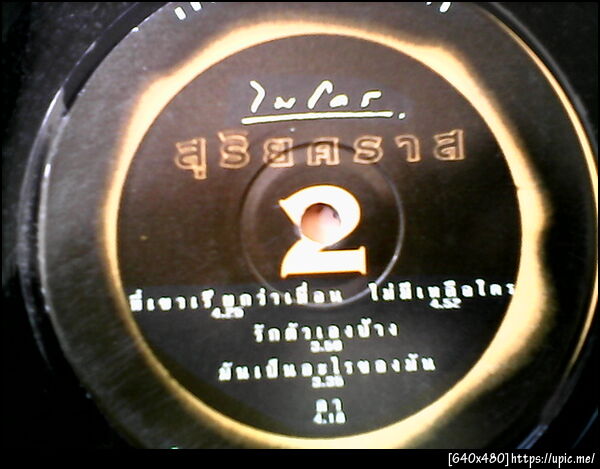 ไมโคร
สุริยคราส
2
ที่เขาเรียกว่าเพื่อน ไม่มีเหลือใคร
4.52
รักตัวเองบ้าง
มันเป็นอะไรของมัน
[640x480]https://upic.me/